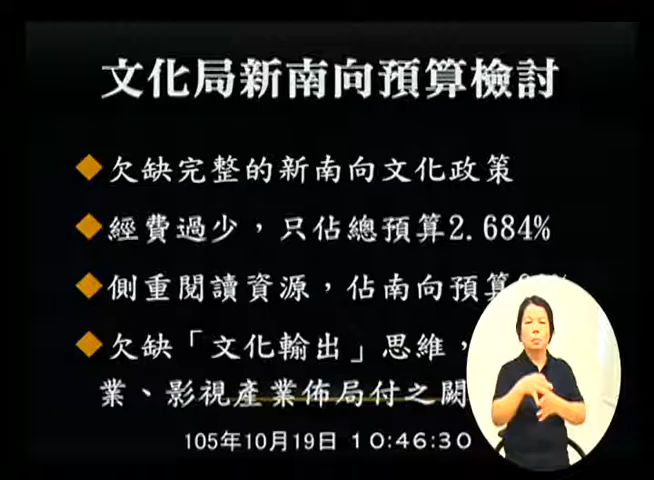 文化局新南向預算檢討
◆欠缺完整的新南向文化政策
◆經費過少，只佔總預算2.684%
◆側重閱讀資源，佔南向預算
◆欠缺「文化輸出」思維，
業、影視產業佈局付之闕
105年10月19日 10:46:30